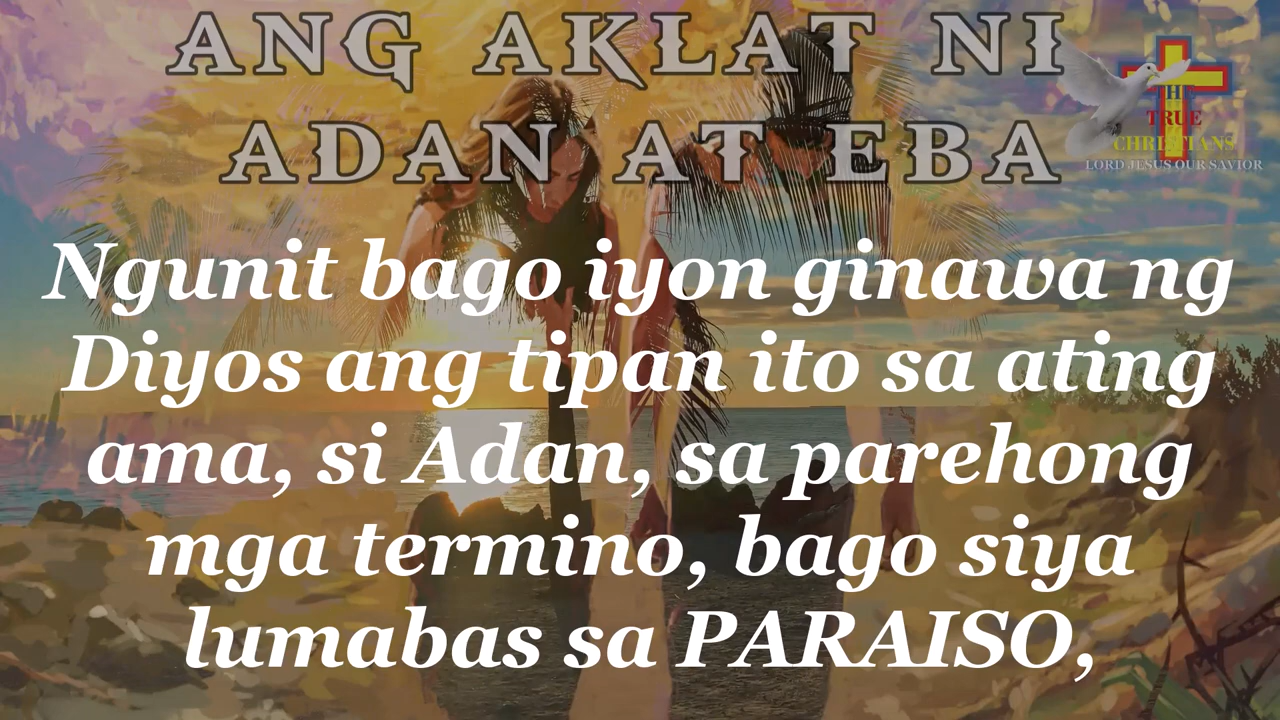 ANG AKLAT NI
ADAN AT EBA
THE
TRUE
CHRISTIANS
LORD JESUS OUR SAVIOR
Ngunit bago iyon ginawa ng
Diyos ang tipan ito sa ating
ama, si Adan, sa parehong
mga termino, bago siya
lumabas sa PARAISO,